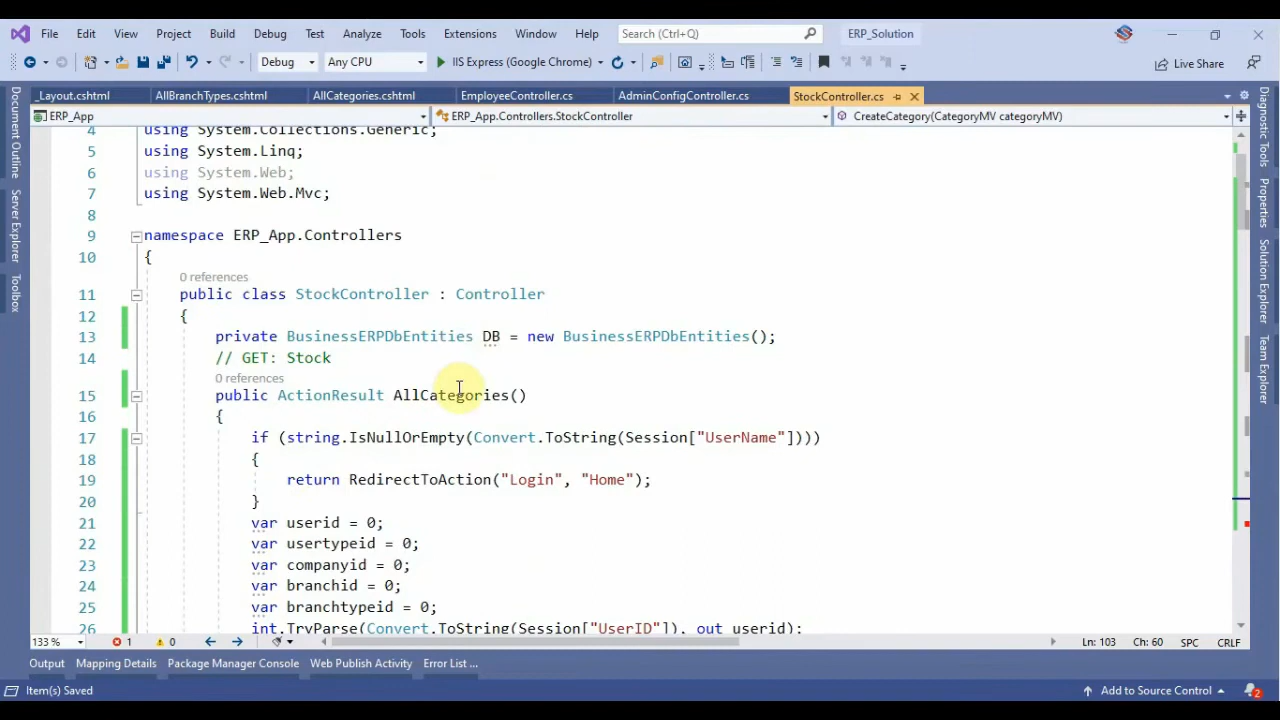 File Edit View Project Build Debug Test Analyze Tools Extensions Window Help Search (Ctrl+Q) ERP_Solution
Debug Any CPU IIS Express (Google Chrome) Live Share
_Layout.cshtml AllBranchTypes.cshtml AllCategories.cshtml EmployeeController.cs AdminConfigController.cs StockController.cs
ERP_App ERP_App.Controllers.StockController CreateCategory(CategoryMV categoryMV)
Document Outline
Server Explorer
Toolbox
Diagnostic Tools
Properties
Solution Explorer
Team Explorer
4 using System.Collections.Generic;
5 using System.Linq;
6 using System.Web;
7 using System.Web.Mvc;
8
9 namespace ERP_App.Controllers
10 {
0 references
11 public class StockController : Controller
12 {
13 private BusinessERPDbEntities DB = new BusinessERPDbEntities();
14 // GET: Stock
0 references
15 public ActionResult AllCategories()
16 {
17 if (string.IsNullOrEmpty(Convert.ToString(Session["UserName"])))
18 {
19 return RedirectToAction("Login", "Home");
20 }
21 var userid = 0;
22 var usertypeid = 0;
23 var companyid = 0;
24 var branchid = 0;
25 var branchtypeid = 0;
26 int.TryParse(Convert.ToString(Session["UserID"]), out userid);
133 % 1 0 Ln: 103 Ch: 60 SPC CRLF
Output Mapping Details Package Manager Console Web Publish Activity Error List ...
Item(s) Saved Add to Source Control 2